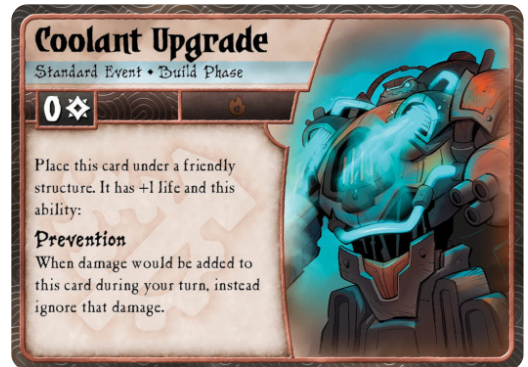 Coolant Upgrade
Standard Event • Build Phase
0
Place this card under a friendly
structure. It has +1 life and this
ability:
Prevention
When damage would be added to
this card during your turn, instead
ignore that damage.